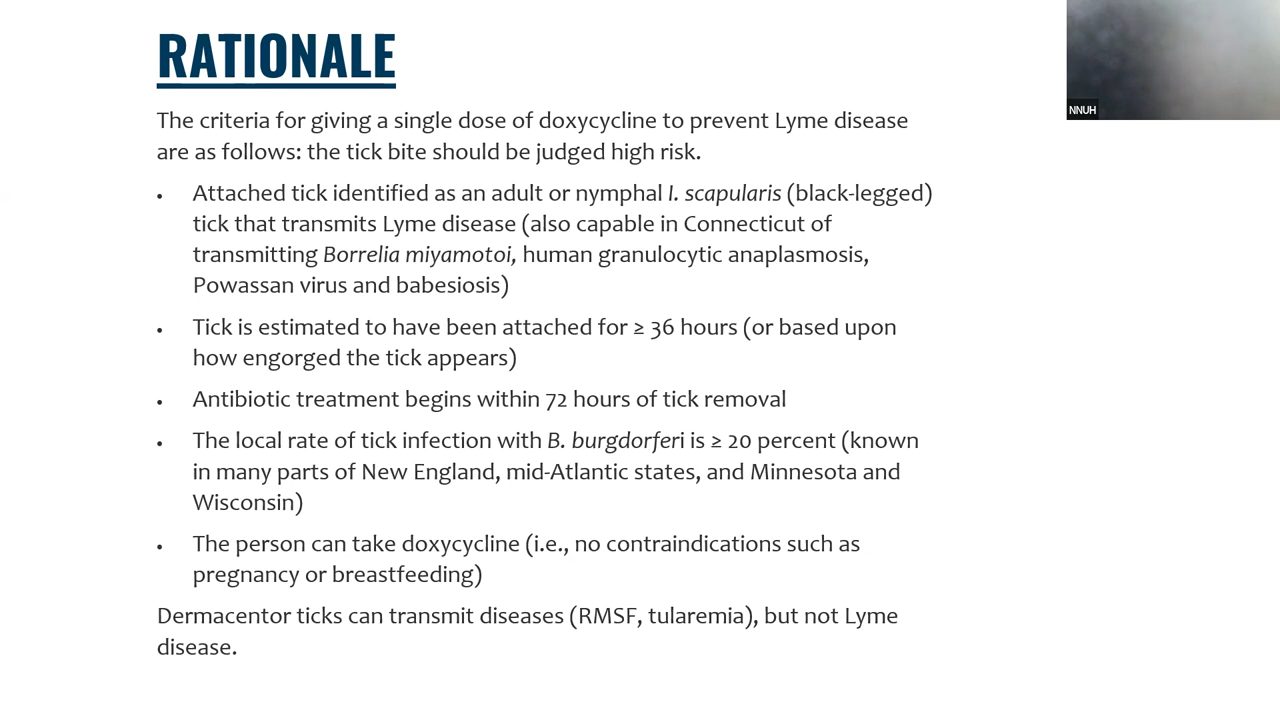 RATIONALE
NNUH
The criteria for giving a single dose of doxycycline to prevent Lyme disease
are as follows: the tick bite should be judged high risk.
• Attached tick identified as an adult or nymphal I. scapularis (black-legged)
tick that transmits Lyme disease (also capable in Connecticut of
transmitting Borrelia miyamotoi, human granulocytic anaplasmosis,
Powassan virus and babesiosis)
• Tick is estimated to have been attached for ≥ 36 hours (or based upon
how engorged the tick appears)
• Antibiotic treatment begins within 72 hours of tick removal
• The local rate of tick infection with B. burgdorferi is ≥ 20 percent (known
in many parts of New England, mid-Atlantic states, and Minnesota and
Wisconsin)
• The person can take doxycycline (i.e., no contraindications such as
pregnancy or breastfeeding)
Dermacentor ticks can transmit diseases (RMSF, tularemia), but not Lyme
disease.